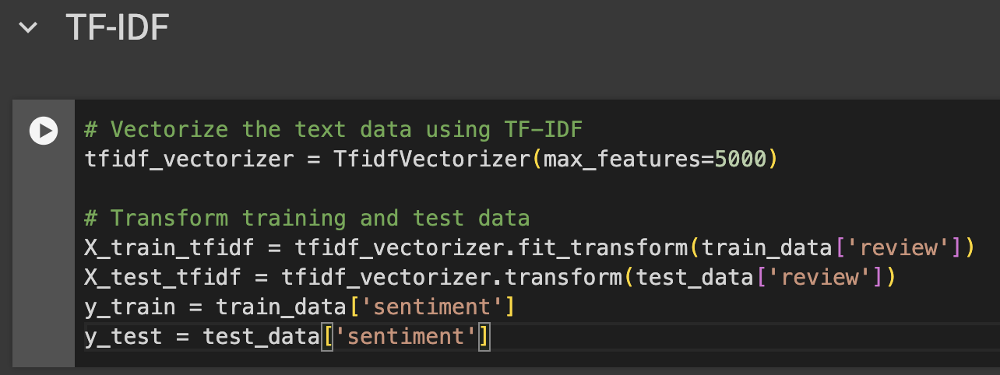 TF-IDF
# Vectorize the text data using TF-IDF
tfidf_vectorizer = TfidfVectorizer(max_features=5000)
# Transform training and test data
X_train_tfidf = tfidf_vectorizer.fit_transform(train_data['review'])
X_test_tfidf = tfidf_vectorizer.transform(test_data['review'])
y_train = train_data['sentiment']
y_test = test_data['sentiment']